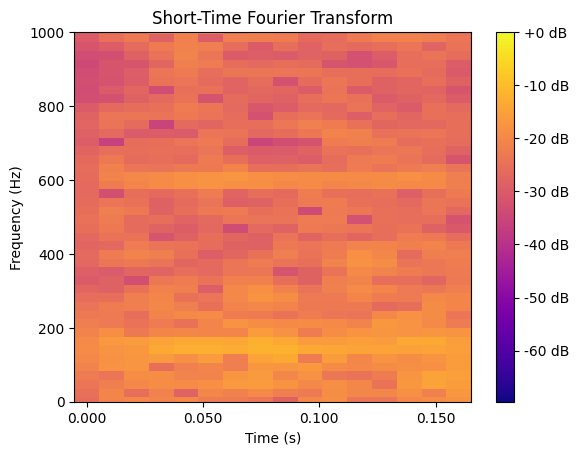 Short-Time Fourier Transform
1000
800
600
400
200
0
Frequency (Hz)
0.000
0.050
0.100
0.150
Time (s)
+0 dB
-10 dB
-20 dB
-30 dB
-40 dB
-50 dB
-60 dB